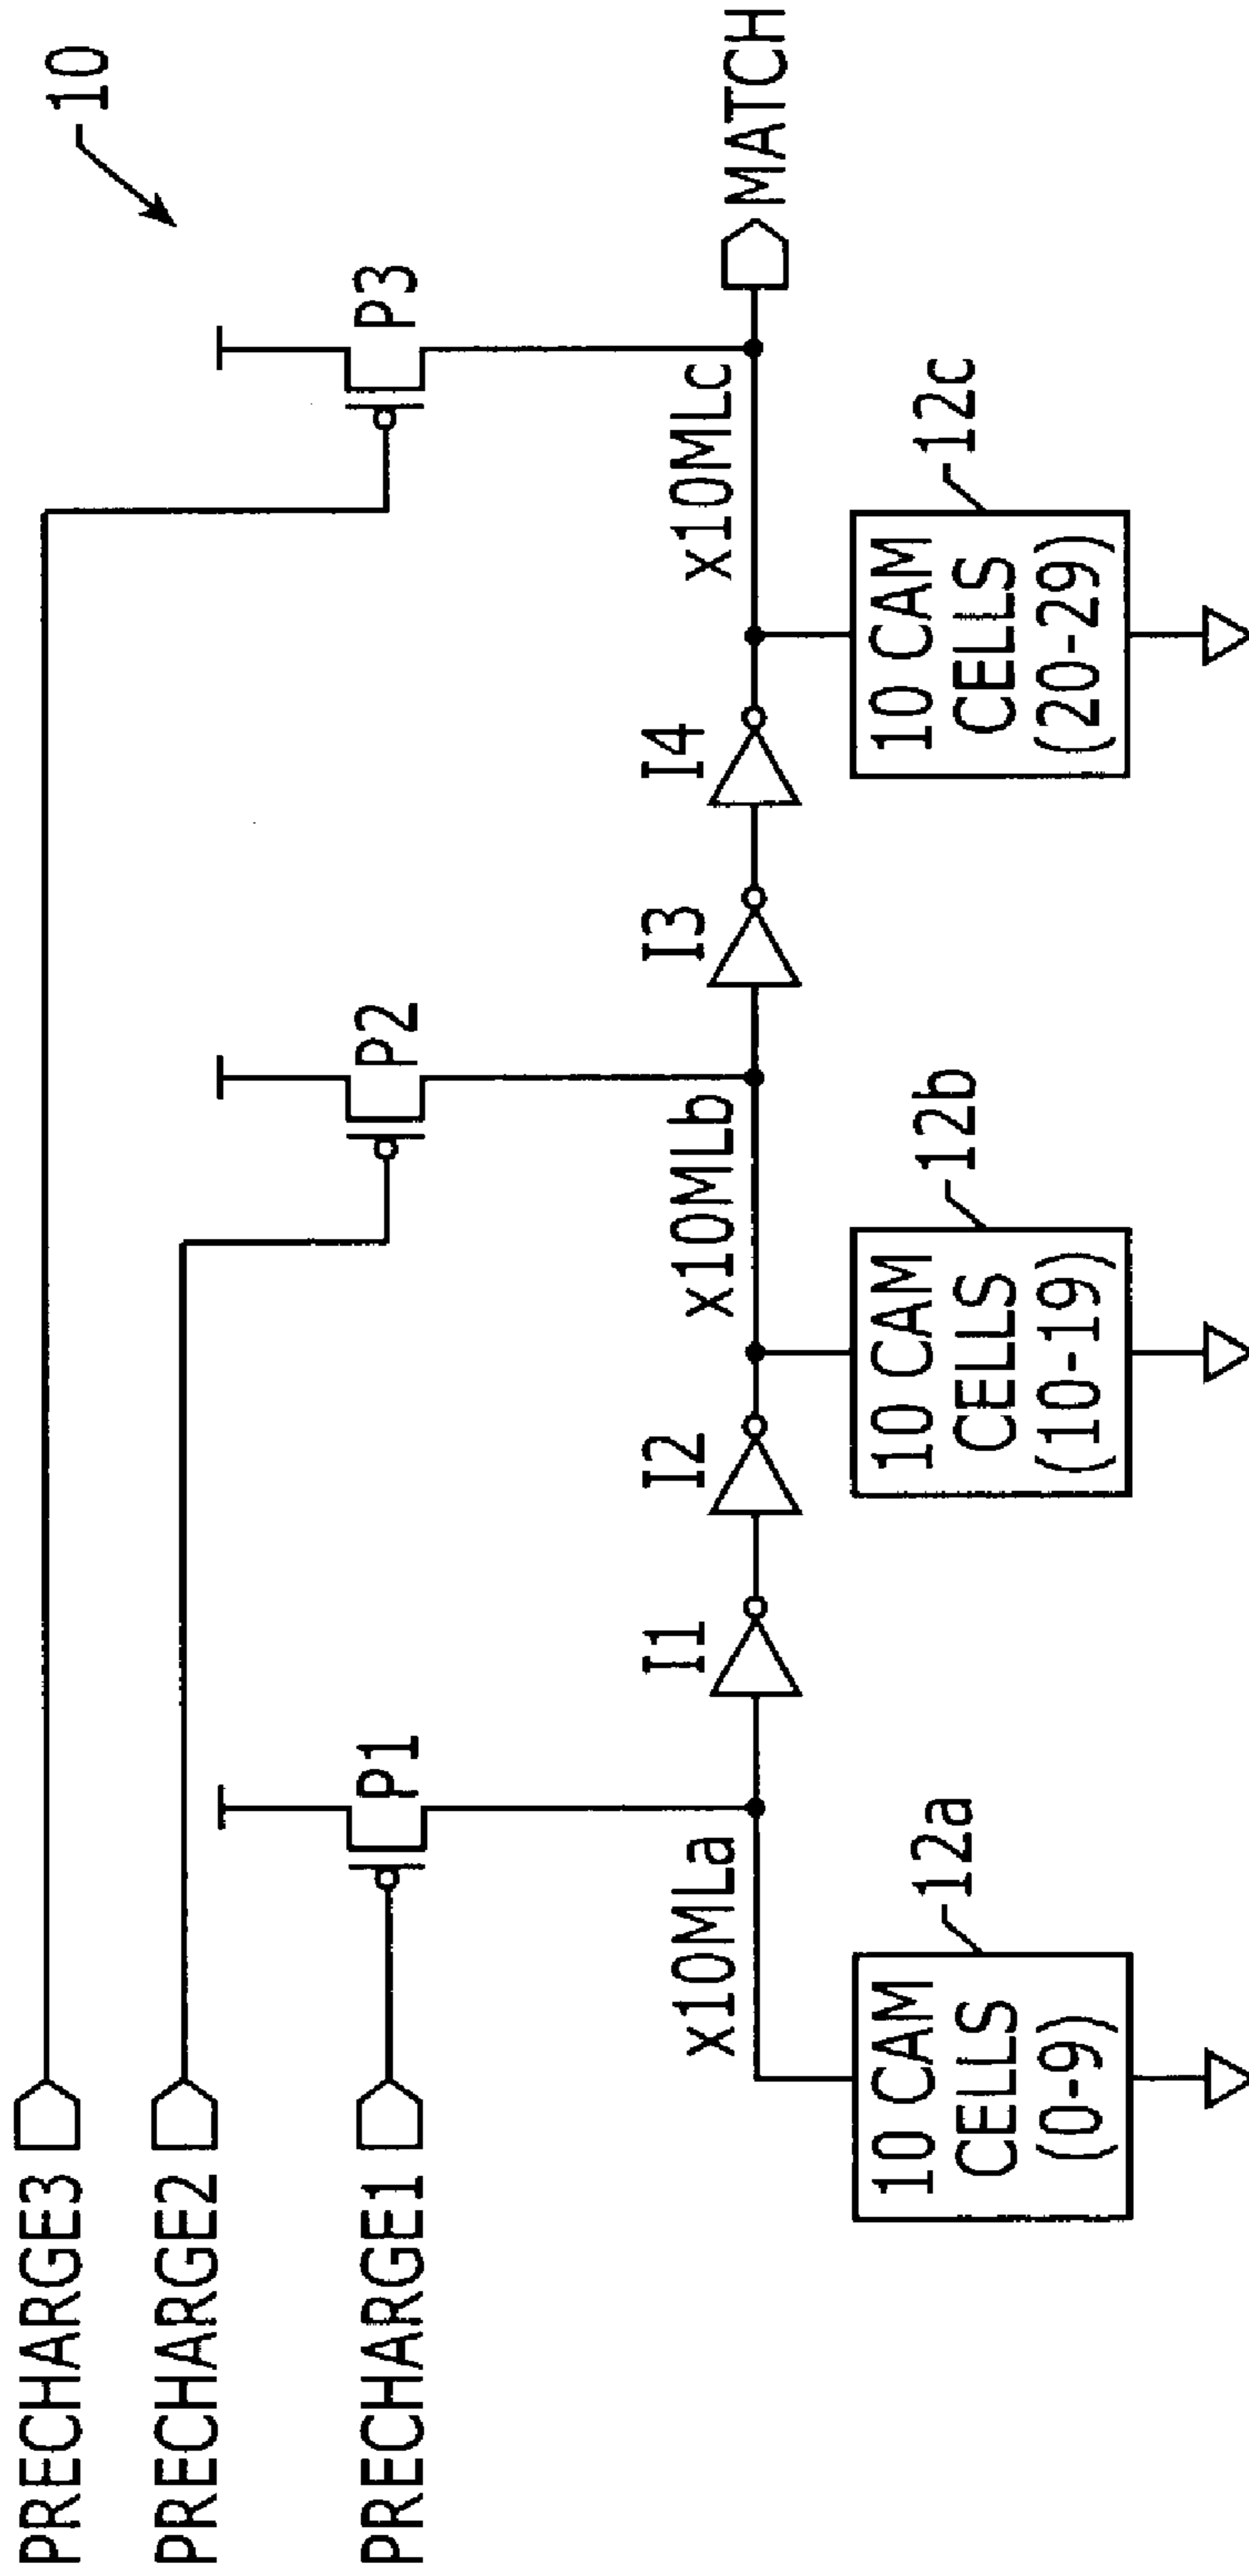 10
PRECHARGE3
PRECHARGE2
PRECHARGE1
P1
P2
P3
x10MLa
I1
I2
x10MLb
I3
I4
x10MLc
MATCH
12a
12b
12c
10 CAM
CELLS
(0-9)
10 CAM
CELLS
(10-19)
10 CAM
CELLS
(20-29)